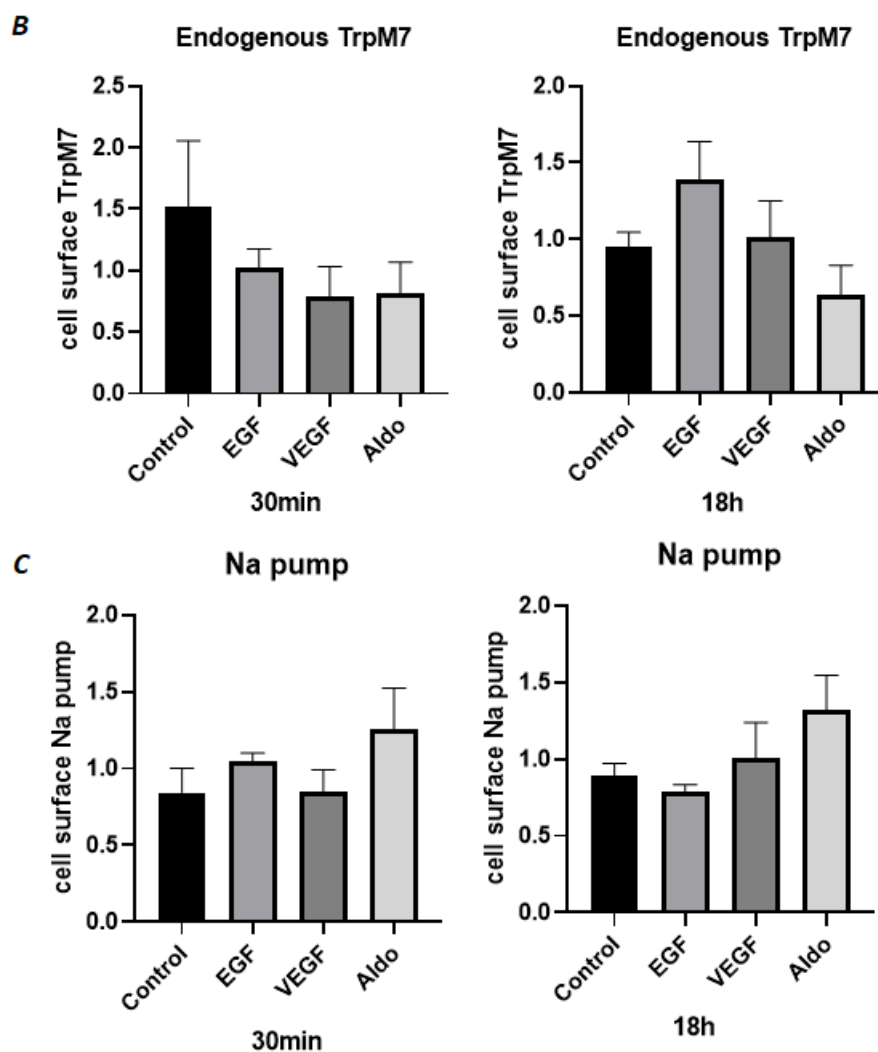 B
Endogenous TrpM7
cell surface TrpM7
2.5
2.0
1.5
1.0
0.5
0.0
Control
EGF
VEGF
Aldo
30min
Endogenous TrpM7
cell surface TrpM7
2.0
1.5
1.0
0.5
0.0
Control
EGF
VEGF
Aldo
18h
C
Na pump
cell surface Na pump
2.0
1.5
1.0
0.5
0.0
Control
EGF
VEGF
Aldo
30min
Na pump
cell surface Na pump
2.0
1.5
1.0
0.5
0.0
Control
EGF
VEGF
Aldo
18h